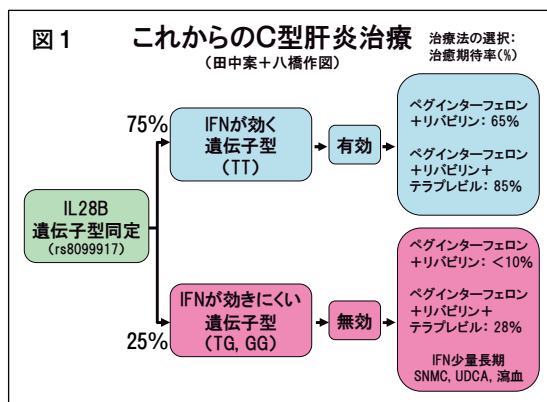 図1
これからのC型肝炎治療
(田中案＋八橋作図)
治療法の選択:
治癒期待率(%)
75%
IFNが効く
遺伝子型
(TT)
有効
ペグインターフェロン
＋リバビリン: 65%
ペグインターフェロン
＋リバビリン＋
テラプレビル: 85%
IL28B
遺伝子型同定
(rs8099917)
25%
IFNが効きにくい
遺伝子型
(TG, GG)
無効
ペグインターフェロン
＋リバビリン: <10%
ペグインターフェロン
＋リバビリン＋
テラプレビル: 28%
IFN少量長期
SNMC, UDCA, 瀉血